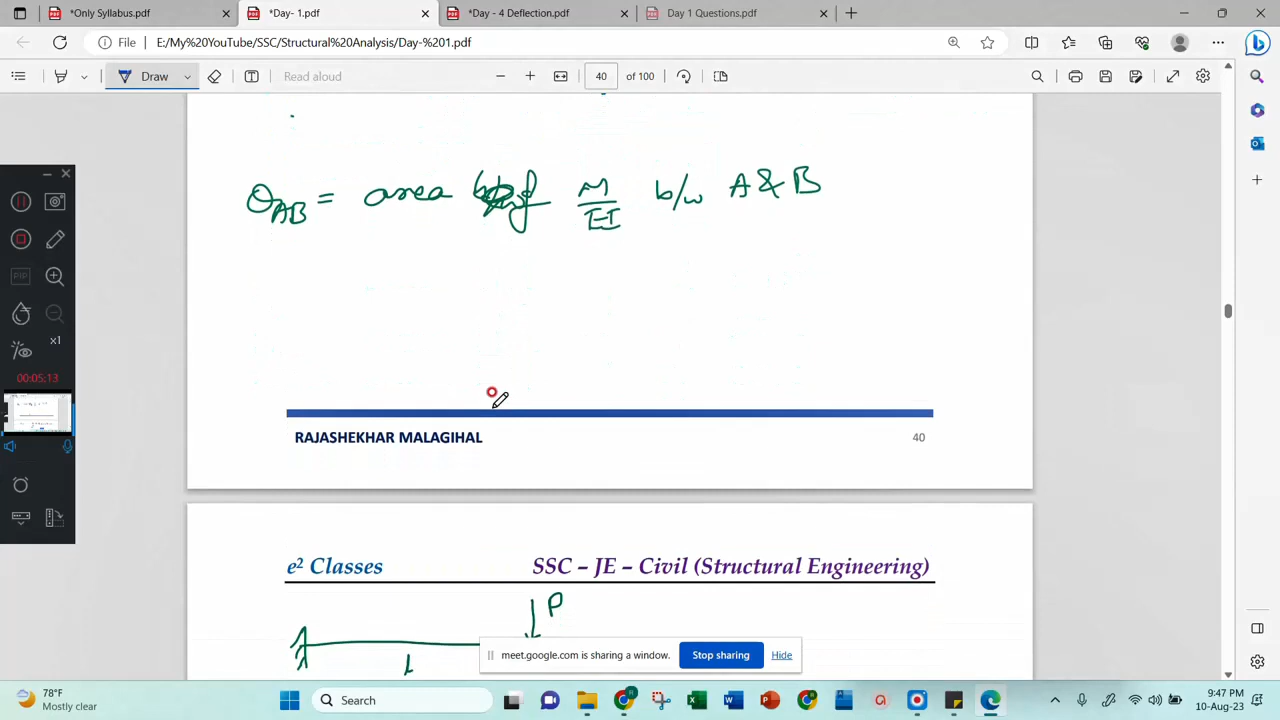 *Only Syllabus.pdf
*Day- 1.pdf
*Day - 4 Deflection.pdf
Day 1 Questions.pdf
File
E:/My%20YouTube/SSC/Structural%20Analysis/Day-%201.pdf
Draw
Read aloud
40 of 100
θAB = area of M/EI b/w A & B
RAJASHEKHAR MALAGIHAL
40
e² Classes
SSC – JE – Civil (Structural Engineering)
P
L
PIP
x1
00:05:13
meet.google.com is sharing a window.
Stop sharing
Hide
78°F
Mostly clear
Search
9:47 PM
10-Aug-23